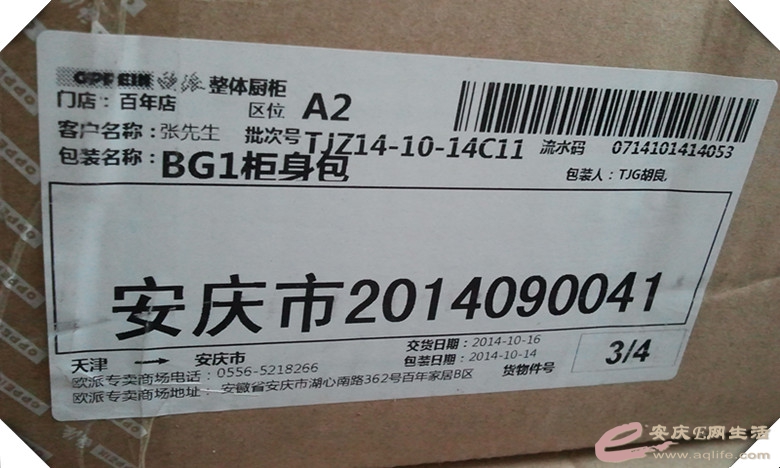 OPPEIN 欧派 整体厨柜
门店：百年店 区位 A2
客户名称：张先生 批次号 TJZ14-10-14C11 流水码 0714101414053
包装名称：BG1柜身包 包装人：TJG胡良
安庆市2014090041
天津 → 安庆市 交货日期：2014-10-16
欧派专卖商场电话：0556-5218266 包装日期：2014-10-14
欧派专卖商场地址：安徽省安庆市湖心南路362号百年家居B区 货物件号 3/4
OPPEIN
安庆E网生活
www.aqlife.com